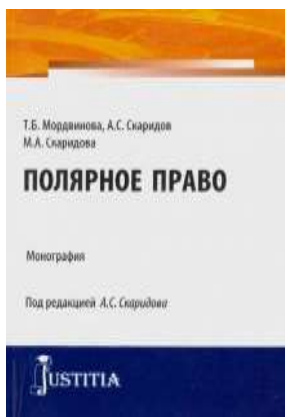 Т.Б. Мордвинова, А.С. Скаридов
М.А. Скаридова
ПОЛЯРНОЕ ПРАВО
Монография
Под редакцией А.С. Скаридова
JUSTITIA